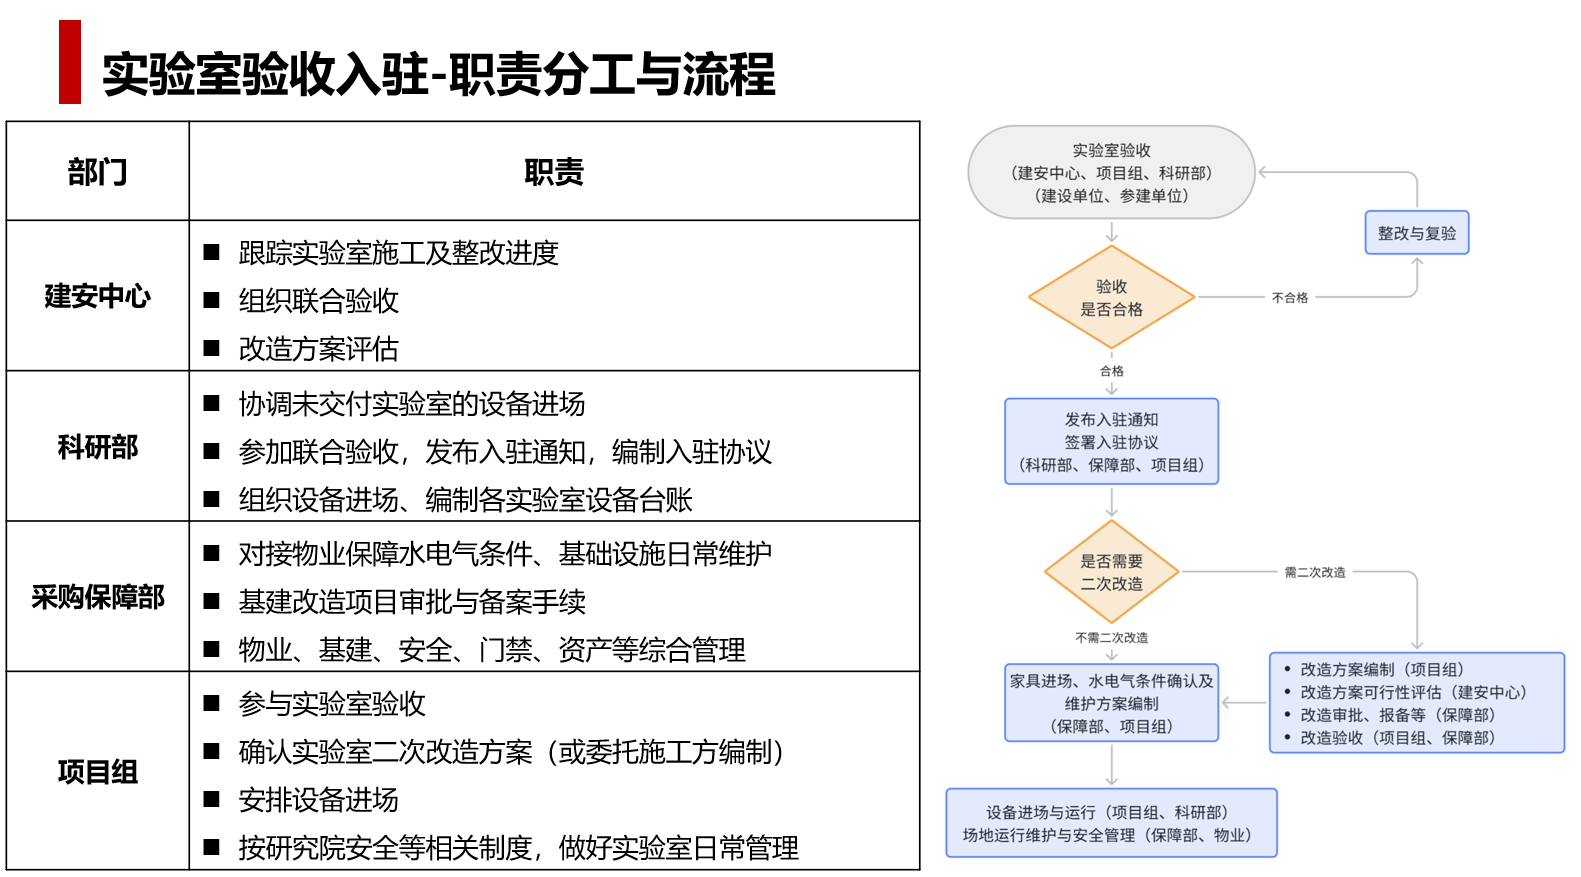 实验室验收入驻-职责分工与流程
部门
职责
建安中心
跟踪实验室施工及整改进度
组织联合验收
改造方案评估
科研部
协调未交付实验室的设备进场
参加联合验收，发布入驻通知，编制入驻协议
组织设备进场、编制各实验室设备台账
采购保障部
对接物业保障水电气条件、基础设施日常维护
基建改造项目审批与备案手续
物业、基建、安全、门禁、资产等综合管理
项目组
参与实验室验收
确认实验室二次改造方案（或委托施工方编制）
安排设备进场
按研究院安全等相关制度，做好实验室日常管理
实验室验收
（建安中心、项目组、科研部）
（建设单位、参建单位）
整改与复验
验收
是否合格
不合格
合格
发布入驻通知
签署入驻协议
（科研部、保障部、项目组）
是否需要
二次改造
需二次改造
不需二次改造
家具进场、水电气条件确认及
维护方案编制
（保障部、项目组）
• 改造方案编制（项目组）
• 改造方案可行性评估（建安中心）
• 改造审批、报备等（保障部）
• 改造验收（项目组、保障部）
设备进场与运行（项目组、科研部）
场地运行维护与安全管理（保障部、物业）